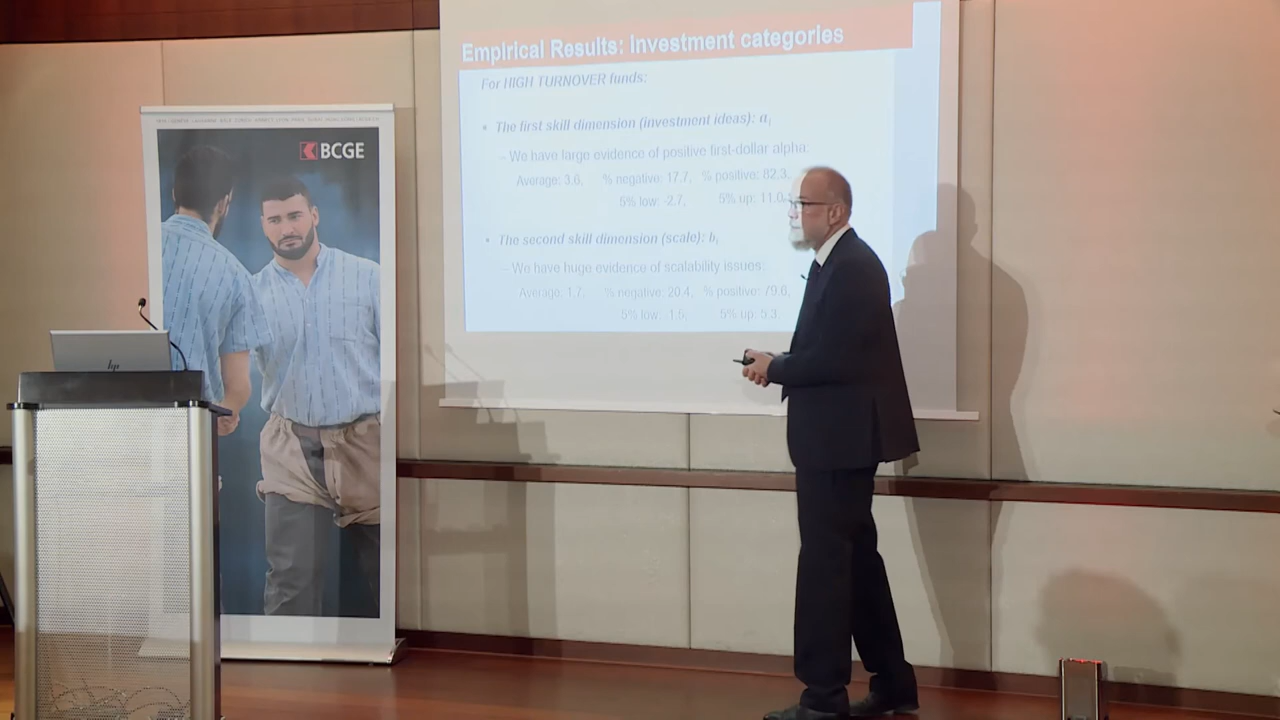 Empirical Results: Investment categories
For HIGH TURNOVER funds:
• The first skill dimension (investment ideas): ai
– We have large evidence of positive first-dollar alpha:
Average: 3.6, % negative: 17.7, % positive: 82.3,
5% low: -2.7, 5% up: 11.0
• The second skill dimension (scale): bi
– We have huge evidence of scalability issues:
Average: 1.7, % negative: 20.4, % positive: 79.6,
5% low: 1.5, 5% up: 5.3,
BCGE
hp